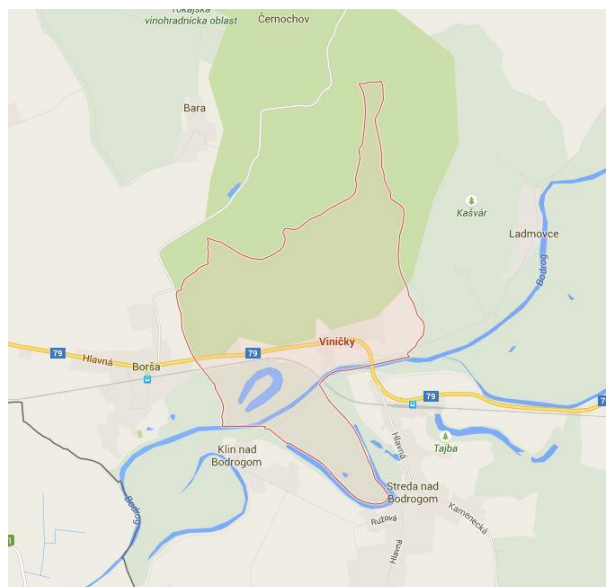 Tokajská
vinohradnícka oblasť
Černochov
Bara
Kašvár
Ladmovce
Bodrog
Viničky
79
79
Hlavná
Borša
79
79
Klin nad
Bodrogom
Hlavná
Tajba
Streda nad
Bodrogom
Bodrog
Ružová
Kamenecká
Hlavná